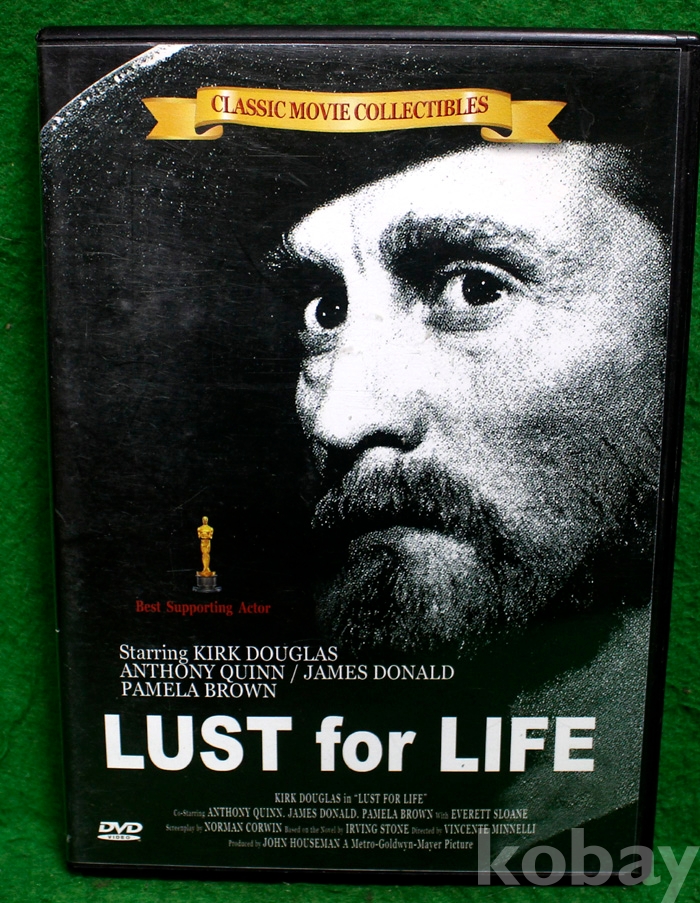 CLASSIC MOVIE COLLECTIBLES
Best Supporting Actor
Starring KIRK DOUGLAS
ANTHONY QUINN / JAMES DONALD
PAMELA BROWN
LUST for LIFE
KIRK DOUGLAS in "LUST FOR LIFE"
Co-Starring ANTHONY QUINN, JAMES DONALD, PAMELA BROWN With EVERETT SLOANE
Screenplay by NORMAN CORWIN Based on the Novel by IRVING STONE Directed by VINCENTE MINNELLI
Produced by JOHN HOUSEMAN A Metro-Goldwyn-Mayer Picture
DVD
VIDEO
kobay